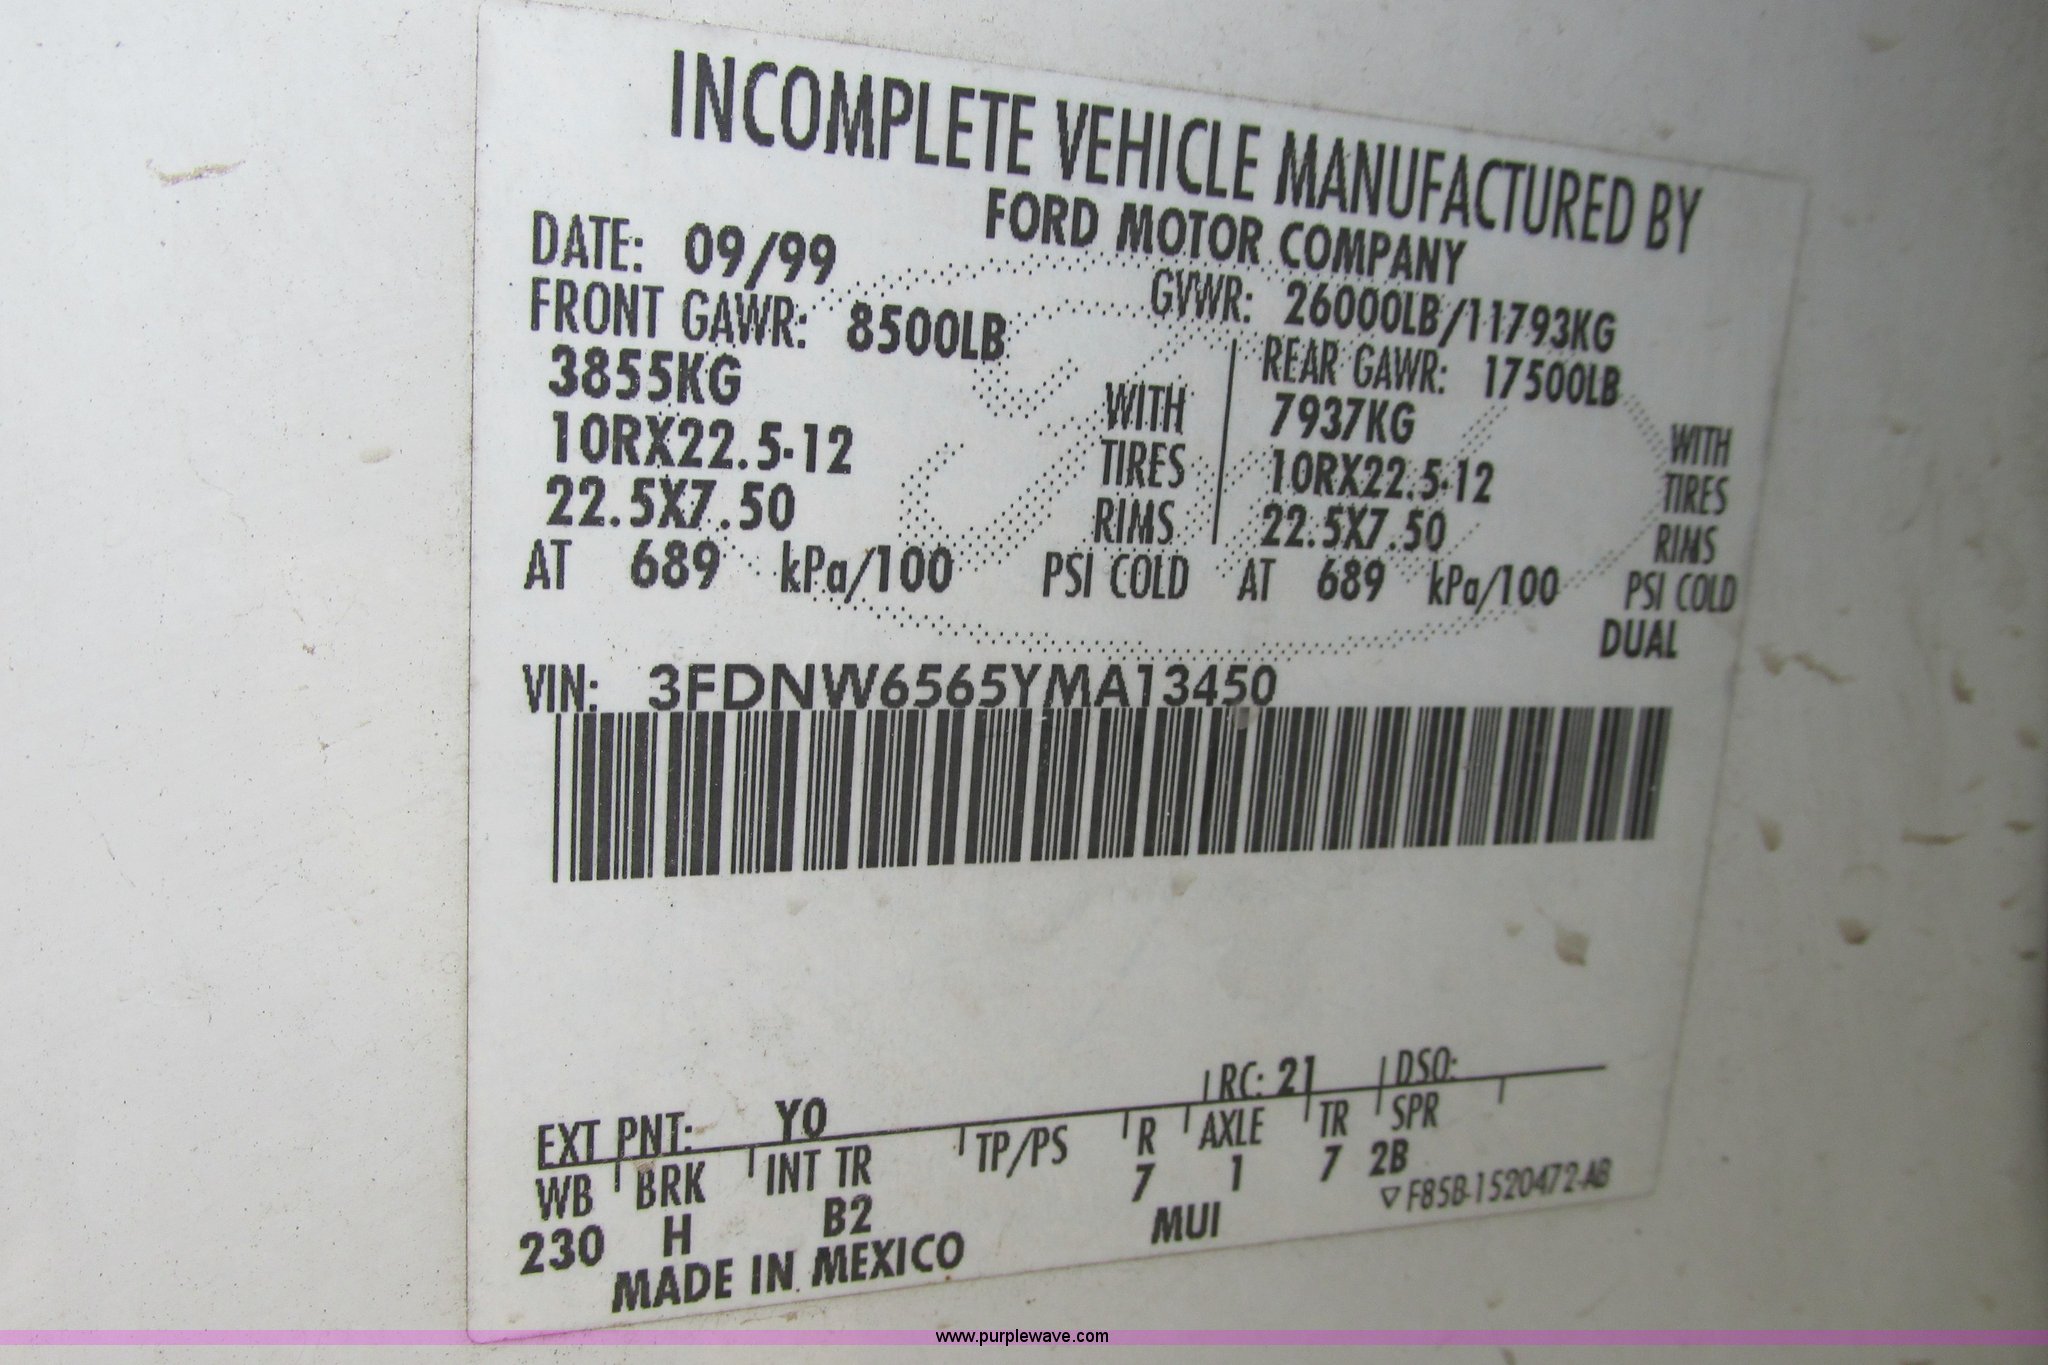 INCOMPLETE VEHICLE MANUFACTURED BY
FORD MOTOR COMPANY
DATE: 09/99
GVWR: 26000LB/11793KG
FRONT GAWR: 8500LB
REAR GAWR: 17500LB
3855KG WITH
7937KG WITH
10RX22.5-12 TIRES
10RX22.5-12 TIRES
22.5X7.50 RIMS
22.5X7.50 RIMS
AT 689 kPa/100 PSI COLD
AT 689 kPa/100 PSI COLD
DUAL
VIN: 3FDNW6565YMA13450
EXT PNT: YO RC: 21 DSO:
WB BRK INT TR TP/PS R AXLE TR SPR
230 H B2 7 1 7 2B
MADE IN MEXICO MUI ▽ F85B-1520472-AB
www.purplewave.com